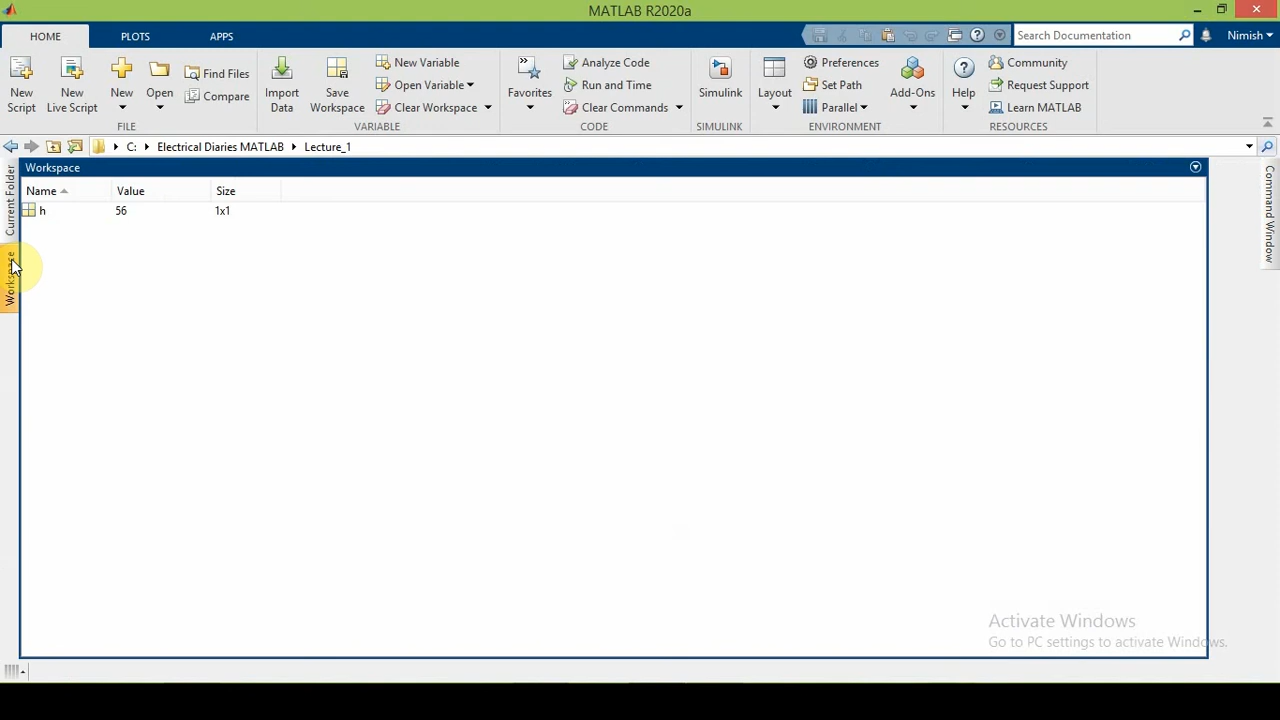 MATLAB R2020a
HOME PLOTS APPS
Search Documentation
Nimish
New Script
New Live Script
New
Open
Find Files
Compare
FILE
Import Data
Save Workspace
New Variable
Open Variable
Clear Workspace
VARIABLE
Favorites
Analyze Code
Run and Time
Clear Commands
CODE
Simulink
SIMULINK
Layout
Preferences
Set Path
Parallel
Add-Ons
ENVIRONMENT
Help
Community
Request Support
Learn MATLAB
RESOURCES
C: Electrical Diaries MATLAB Lecture_1
Current Folder
Workspace
Workspace
Name Value Size
h 56 1x1
Command Window
Activate Windows
Go to PC settings to activate Windows.